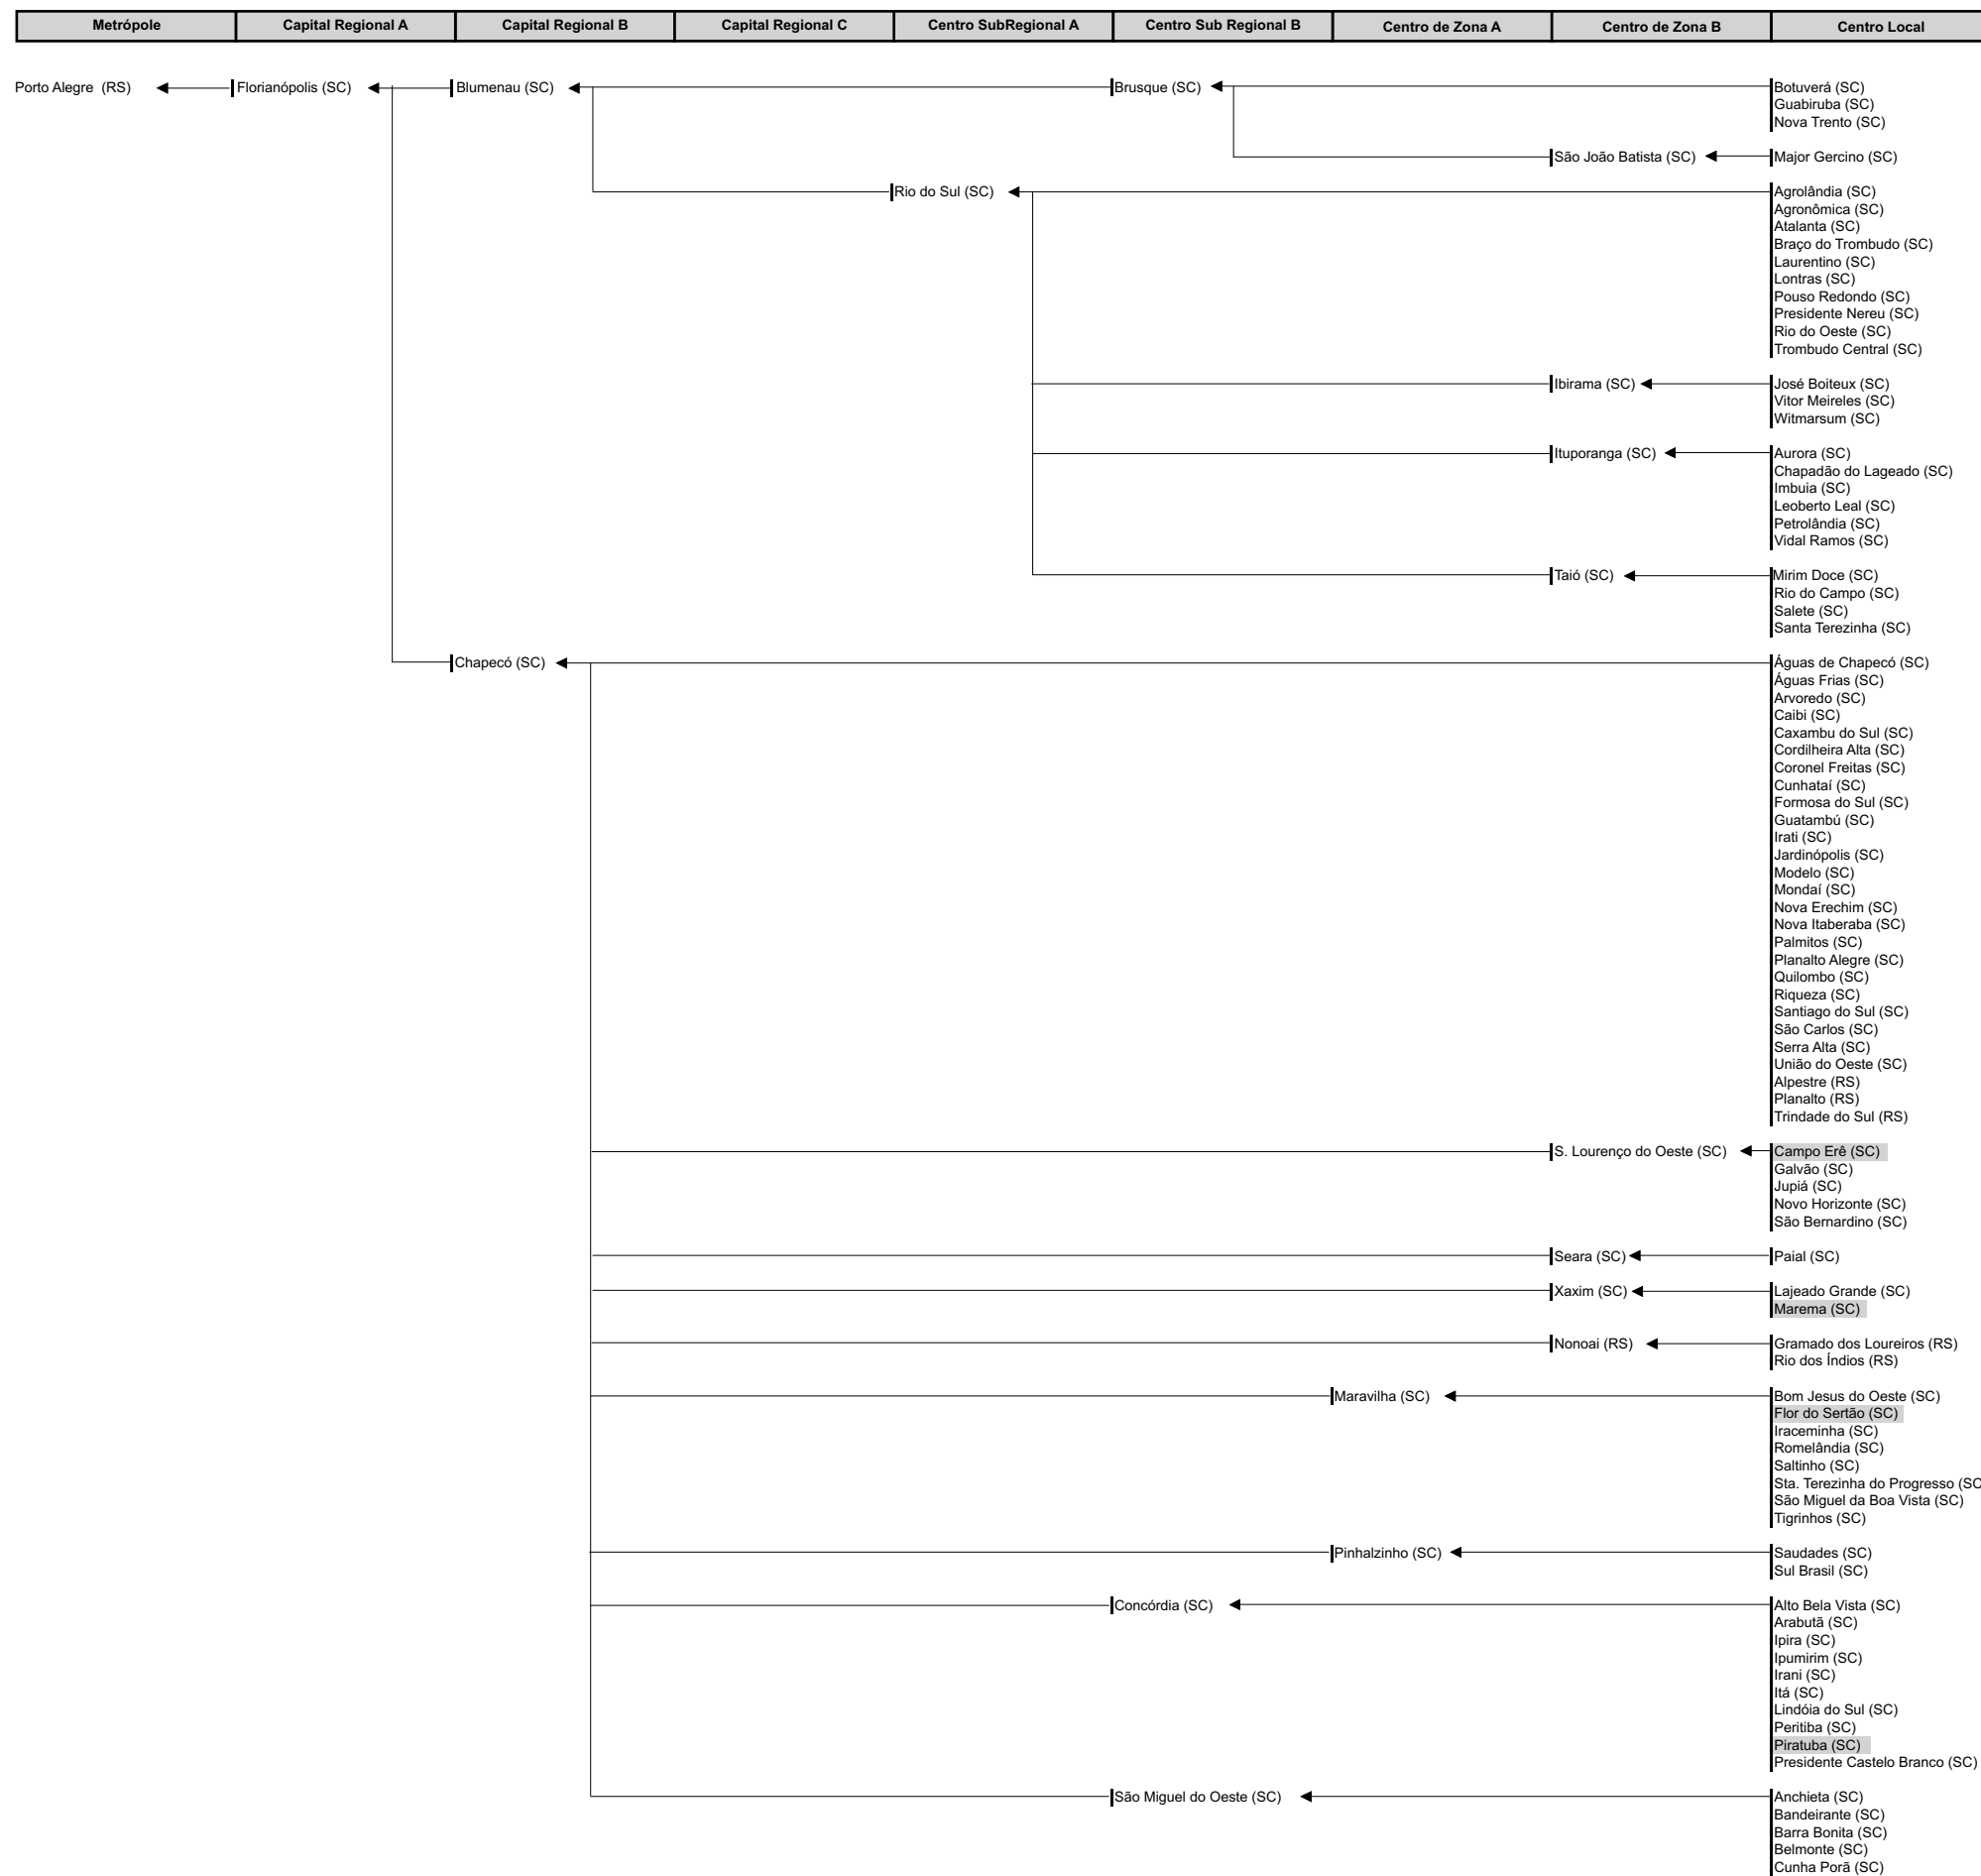 Metrópole Capital Regional A Capital Regional B Capital Regional C Centro SubRegional A Centro Sub Regional B Centro de Zona A Centro de Zona B Centro Local
Porto Alegre (RS) Florianópolis (SC) Blumenau (SC) Brusque (SC) Botuverá (SC)
Guabiruba (SC)
Nova Trento (SC)
São João Batista (SC) Major Gercino (SC)
Rio do Sul (SC) Agrolândia (SC)
Agronômica (SC)
Atalanta (SC)
Braço do Trombudo (SC)
Laurentino (SC)
Lontras (SC)
Pouso Redondo (SC)
Presidente Nereu (SC)
Rio do Oeste (SC)
Trombudo Central (SC)
Ibirama (SC) José Boiteux (SC)
Vitor Meireles (SC)
Witmarsum (SC)
Ituporanga (SC) Aurora (SC)
Chapadão do Lageado (SC)
Imbuia (SC)
Leoberto Leal (SC)
Petrolândia (SC)
Vidal Ramos (SC)
Taió (SC) Mirim Doce (SC)
Rio do Campo (SC)
Salete (SC)
Santa Terezinha (SC)
Chapecó (SC) Águas de Chapecó (SC)
Águas Frias (SC)
Arvoredo (SC)
Caibi (SC)
Caxambu do Sul (SC)
Cordilheira Alta (SC)
Coronel Freitas (SC)
Cunhataí (SC)
Formosa do Sul (SC)
Guatambú (SC)
Irati (SC)
Jardinópolis (SC)
Modelo (SC)
Mondaí (SC)
Nova Erechim (SC)
Nova Itaberaba (SC)
Palmitos (SC)
Planalto Alegre (SC)
Quilombo (SC)
Riqueza (SC)
Santiago do Sul (SC)
São Carlos (SC)
Serra Alta (SC)
União do Oeste (SC)
Alpestre (RS)
Planalto (RS)
Trindade do Sul (RS)
S. Lourenço do Oeste (SC) Campo Erê (SC)
Galvão (SC)
Jupiá (SC)
Novo Horizonte (SC)
São Bernardino (SC)
Seara (SC) Paial (SC)
Xaxim (SC) Lajeado Grande (SC)
Marema (SC)
Nonoai (RS) Gramado dos Loureiros (RS)
Rio dos Índios (RS)
Maravilha (SC) Bom Jesus do Oeste (SC)
Flor do Sertão (SC)
Iraceminha (SC)
Romelândia (SC)
Saltinho (SC)
Sta. Terezinha do Progresso (SC
São Miguel da Boa Vista (SC)
Tigrinhos (SC)
Pinhalzinho (SC) Saudades (SC)
Sul Brasil (SC)
Concórdia (SC) Alto Bela Vista (SC)
Arabutã (SC)
Ipira (SC)
Ipumirim (SC)
Irani (SC)
Itá (SC)
Lindóia do Sul (SC)
Peritiba (SC)
Piratuba (SC)
Presidente Castelo Branco (SC)
São Miguel do Oeste (SC) Anchieta (SC)
Bandeirante (SC)
Barra Bonita (SC)
Belmonte (SC)
Cunha Porã (SC)